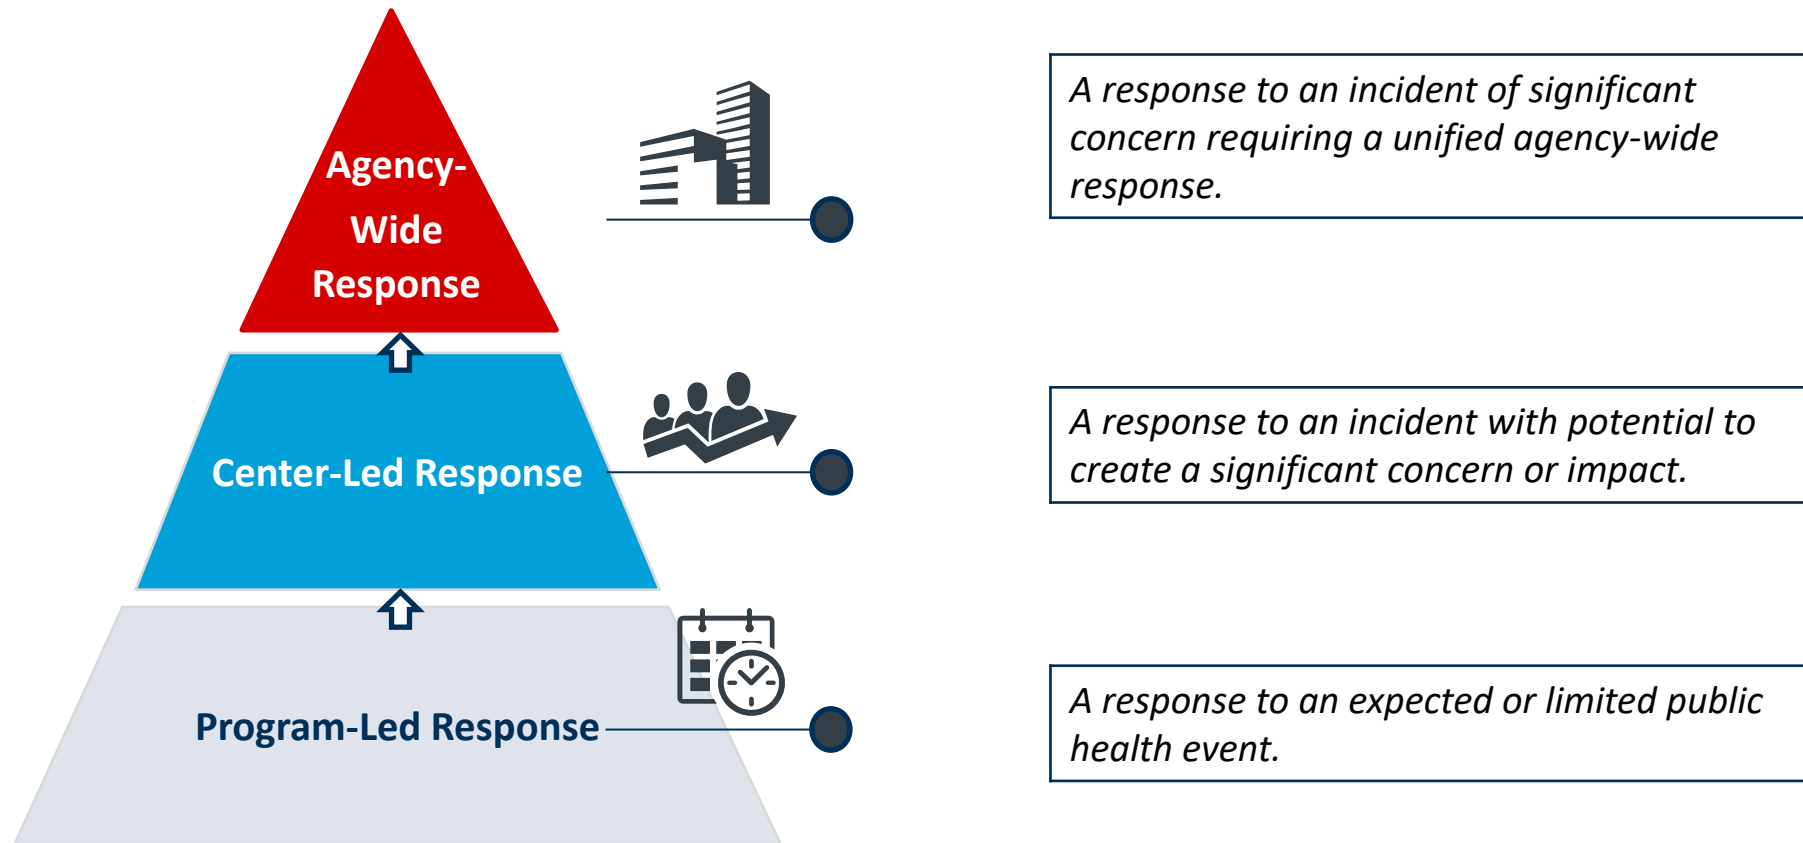 Agency-
Wide
Response
A response to an incident of significant
concern requiring a unified agency-wide
response.
Center-Led Response
A response to an incident with potential to
create a significant concern or impact.
Program-Led Response
A response to an expected or limited public
health event.